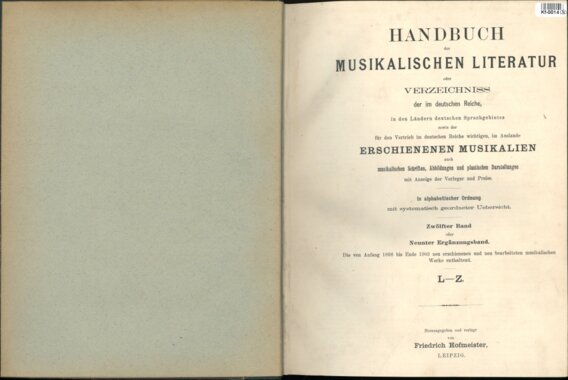 Kf-0014(3)
HANDBUCH
der
MUSIKALISCHEN LITERATUR
oder
VERZEICHNISS
der im deutschen Reiche,
in den Ländern deutschen Sprachgebietes
sowie der
für den Vertrieb im deutschen Reiche wichtigen, im Auslande
ERSCHIENENEN MUSIKALIEN
auch
musikalischen Schriften, Abbildungen und plastischen Darstellungen
mit Anzeige der Verleger und Preise.
In alphabetischer Ordnung
mit systematisch geordneter Uebersicht.
Zwölfter Band
oder
Neunter Ergänzungsband.
Die von Anfang 1898 bis Ende 1903 neu erschienenen und neu bearbeiteten musikalischen
Werke enthaltend.
L—Z.
Herausgegeben und verlegt
von
Friedrich Hofmeister,
LEIPZIG.